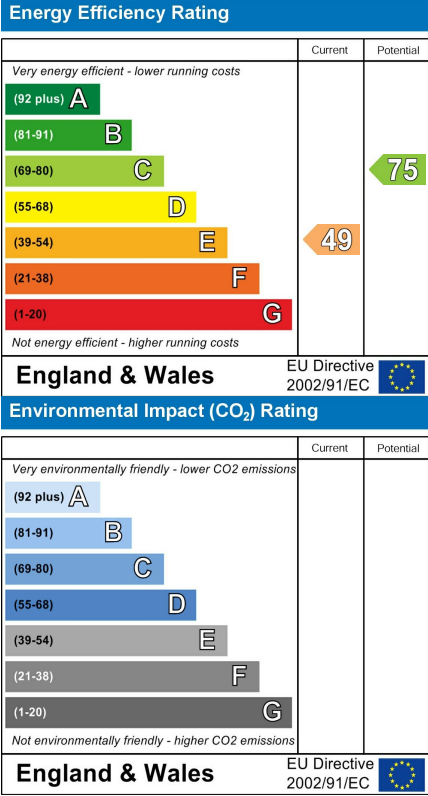 Energy Efficiency Rating
Current Potential
Very energy efficient - lower running costs
(92 plus) A
(81-91) B
(69-80) C
75
(55-68) D
(39-54) E
49
(21-38) F
(1-20) G
Not energy efficient - higher running costs
England & Wales
EU Directive
2002/91/EC
Environmental Impact (CO₂) Rating
Current Potential
Very environmentally friendly - lower CO2 emissions
(92 plus) A
(81-91) B
(69-80) C
(55-68) D
(39-54) E
(21-38) F
(1-20) G
Not environmentally friendly - higher CO2 emissions
England & Wales
EU Directive
2002/91/EC